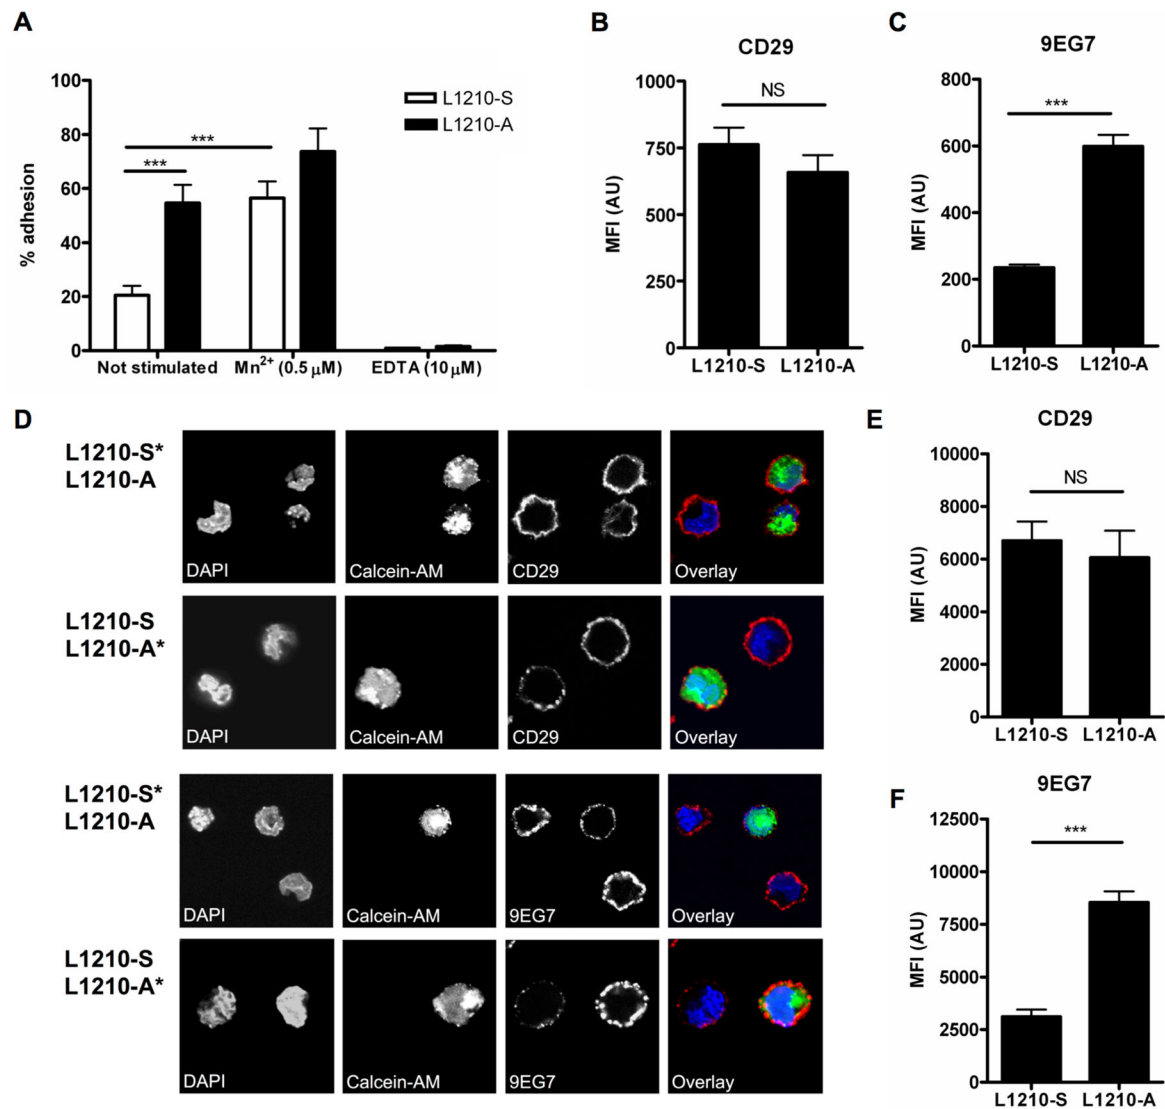 A
100
80
60
40
20
0
% adhesion
***
***
L1210-S
L1210-A
Not stimulated
Mn2+ (0.5 μM)
EDTA (10 μM)
B
CD29
1000
750
500
250
0
MFI (AU)
NS
L1210-S
L1210-A
C
9EG7
800
600
400
200
0
MFI (AU)
***
L1210-S
L1210-A
D
L1210-S*
L1210-A
DAPI
Calcein-AM
CD29
Overlay
L1210-S
L1210-A*
DAPI
Calcein-AM
CD29
Overlay
L1210-S*
L1210-A
DAPI
Calcein-AM
9EG7
Overlay
L1210-S
L1210-A*
DAPI
Calcein-AM
9EG7
Overlay
E
CD29
10000
8000
6000
4000
2000
0
MFI (AU)
NS
L1210-S
L1210-A
F
9EG7
12500
10000
7500
5000
2500
0
MFI (AU)
***
L1210-S
L1210-A